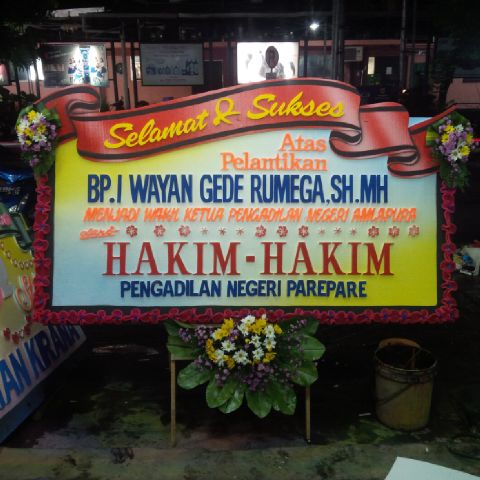 Selamat & Sukses
Atas
Pelantikan
BP. I WAYAN GEDE RUMEGA, SH.MH
MENJADI WAKIL KETUA PENGADILAN NEGERI AMLAPURA
dari
HAKIM - HAKIM
PENGADILAN NEGERI PAREPARE